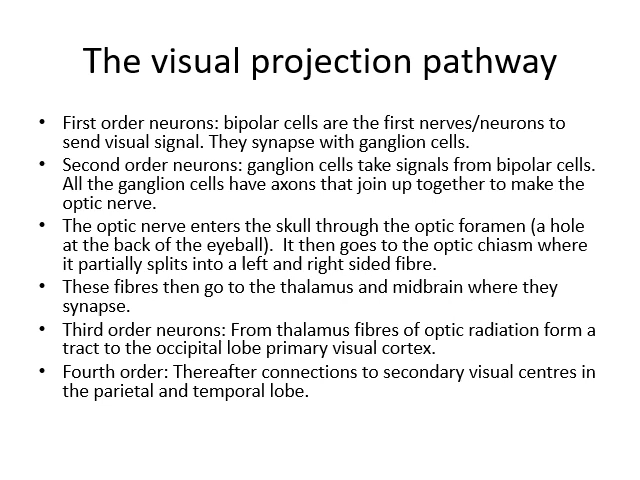 The visual projection pathway
• First order neurons: bipolar cells are the first nerves/neurons to
send visual signal. They synapse with ganglion cells.
• Second order neurons: ganglion cells take signals from bipolar cells.
All the ganglion cells have axons that join up together to make the
optic nerve.
• The optic nerve enters the skull through the optic foramen (a hole
at the back of the eyeball).  It then goes to the optic chiasm where
it partially splits into a left and right sided fibre.
• These fibres then go to the thalamus and midbrain where they
synapse.
• Third order neurons: From thalamus fibres of optic radiation form a
tract to the occipital lobe primary visual cortex.
• Fourth order: Thereafter connections to secondary visual centres in
the parietal and temporal lobe.